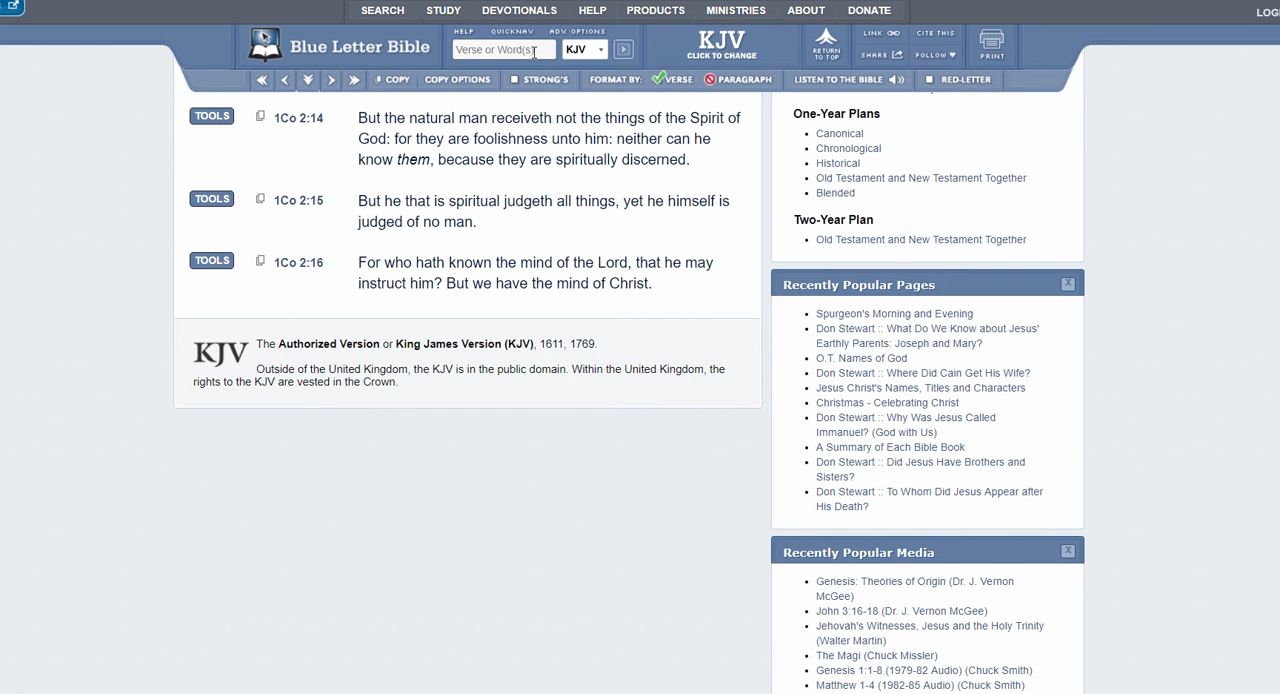 SEARCH STUDY DEVOTIONALS HELP PRODUCTS MINISTRIES ABOUT DONATE
LOG
Blue Letter Bible
HELP QUICKNAV ADV. OPTIONS
Verse or Word(s) KJV
KJV
CLICK TO CHANGE
RETURN
TO TOP
LINK CITE THIS
SHARE FOLLOW
PRINT
COPY COPY OPTIONS STRONG'S FORMAT BY: VERSE PARAGRAPH LISTEN TO THE BIBLE RED-LETTER
TOOLS 1Co 2:14 But the natural man receiveth not the things of the Spirit of
God: for they are foolishness unto him: neither can he
know them, because they are spiritually discerned.
TOOLS 1Co 2:15 But he that is spiritual judgeth all things, yet he himself is
judged of no man.
TOOLS 1Co 2:16 For who hath known the mind of the Lord, that he may
instruct him? But we have the mind of Christ.
KJV
The Authorized Version or King James Version (KJV), 1611, 1769.
Outside of the United Kingdom, the KJV is in the public domain. Within the United Kingdom, the
rights to the KJV are vested in the Crown.
One-Year Plans
Canonical
Chronological
Historical
Old Testament and New Testament Together
Blended
Two-Year Plan
Old Testament and New Testament Together
Recently Popular Pages X
Spurgeon's Morning and Evening
Don Stewart :: What Do We Know about Jesus'
Earthly Parents: Joseph and Mary?
O.T. Names of God
Don Stewart :: Where Did Cain Get His Wife?
Jesus Christ's Names, Titles and Characters
Christmas - Celebrating Christ
Don Stewart :: Why Was Jesus Called
Immanuel? (God with Us)
A Summary of Each Bible Book
Don Stewart :: Did Jesus Have Brothers and
Sisters?
Don Stewart :: To Whom Did Jesus Appear after
His Death?
Recently Popular Media X
Genesis: Theories of Origin (Dr. J. Vernon
McGee)
John 3:16-18 (Dr. J. Vernon McGee)
Jehovah's Witnesses, Jesus and the Holy Trinity
(Walter Martin)
The Magi (Chuck Missler)
Genesis 1:1-8 (1979-82 Audio) (Chuck Smith)
Matthew 1-4 (1982-85 Audio) (Chuck Smith)